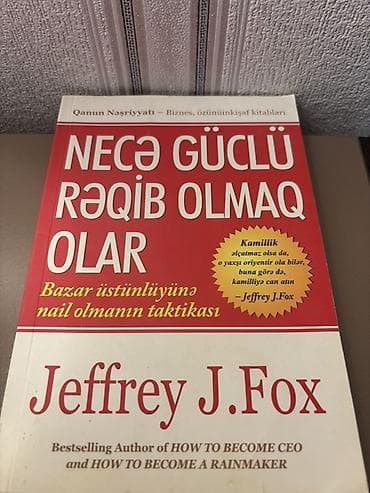 Qanun Nəşriyyatı – Biznes, özünüinkişaf kitabları
NECƏ GÜCLÜ
RƏQİB OLMAQ
OLAR
Kamillik
əlçatmaz olsa da,
o yaxşı oriyentir ola bilər,
buna görə də,
kamilliyə can atın
– Jeffrey J.Fox
Bazar üstünlüyünə
nail olmanın taktikası
Jeffrey J.Fox
Bestselling Author of HOW TO BECOME CEO
and HOW TO BECOME A RAINMAKER